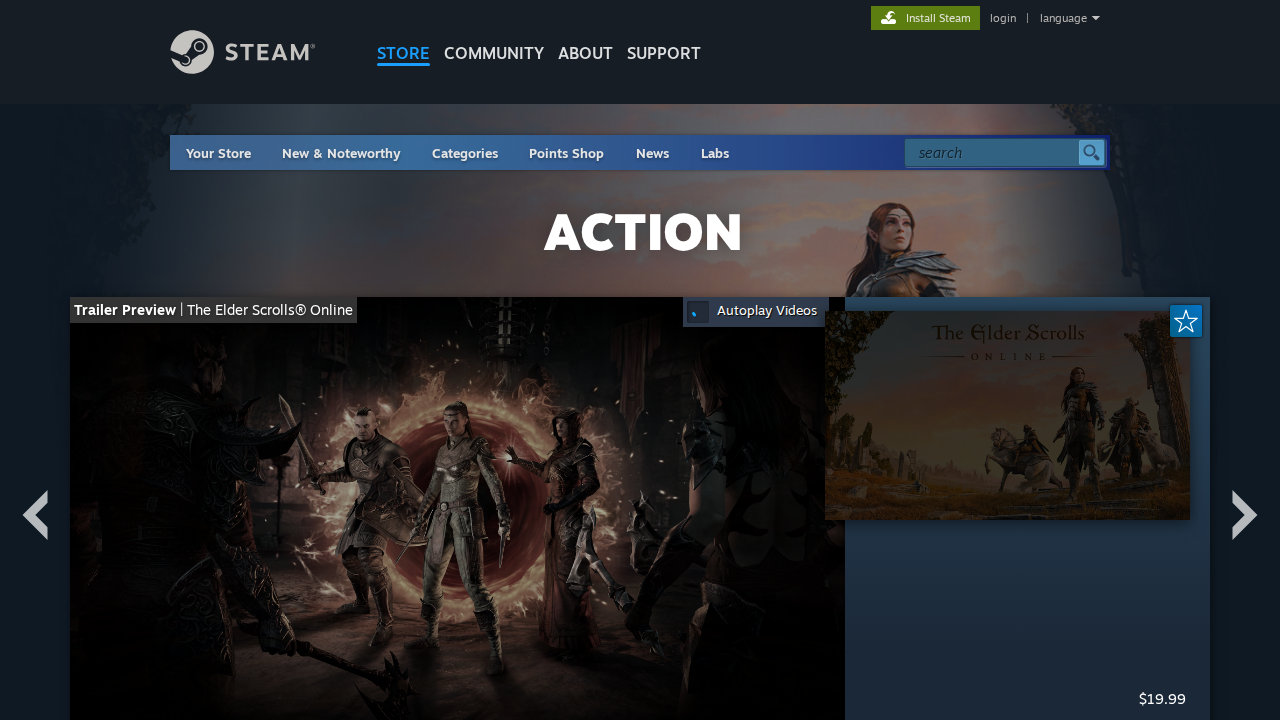 Install Steam
login | language
STEAM®
STORE COMMUNITY ABOUT SUPPORT
Your Store New & Noteworthy Categories Points Shop News Labs
search
ACTION
Trailer Preview | The Elder Scrolls® Online
Autoplay Videos
The Elder Scrolls
ONLINE
$19.99